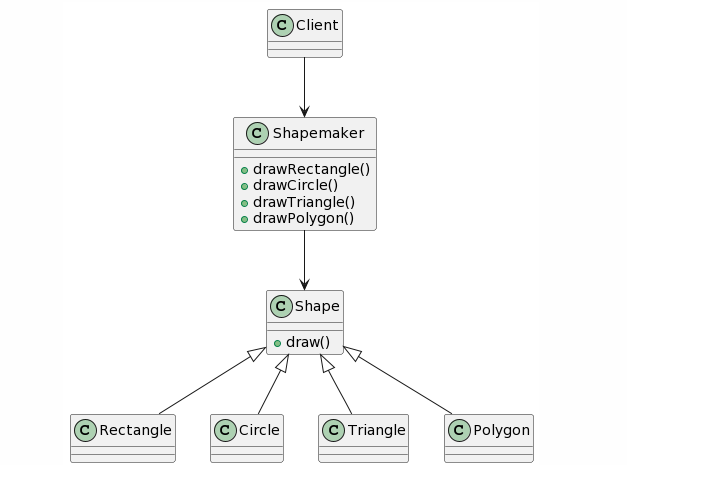 C Client
C Shapemaker
drawRectangle()
drawCircle()
drawTriangle()
drawPolygon()
C Shape
draw()
C Rectangle
C Circle
C Triangle
C Polygon